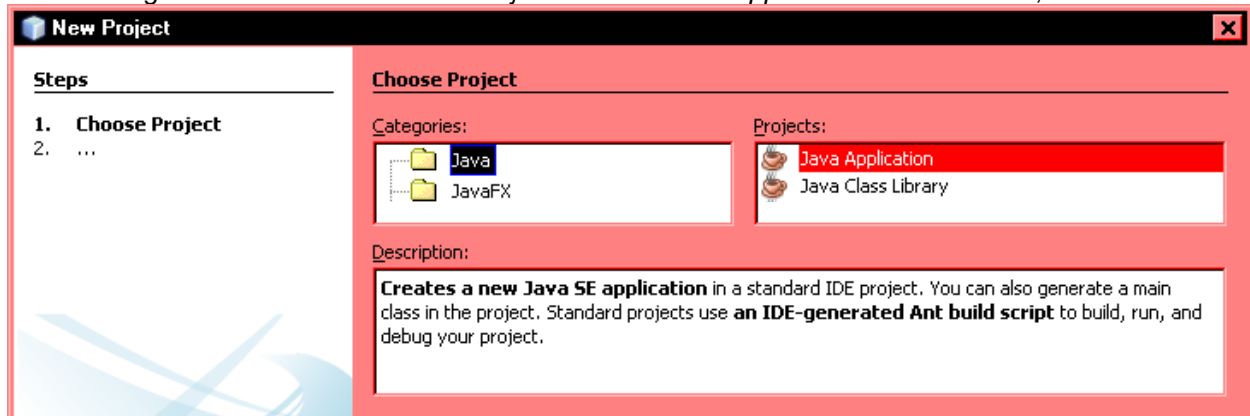 New Project
Steps
1. Choose Project
2. ...
Choose Project
Categories:
Java
JavaFX
Projects:
Java Application
Java Class Library
Description:
Creates a new Java SE application in a standard IDE project. You can also generate a main
class in the project. Standard projects use an IDE-generated Ant build script to build, run, and
debug your project.